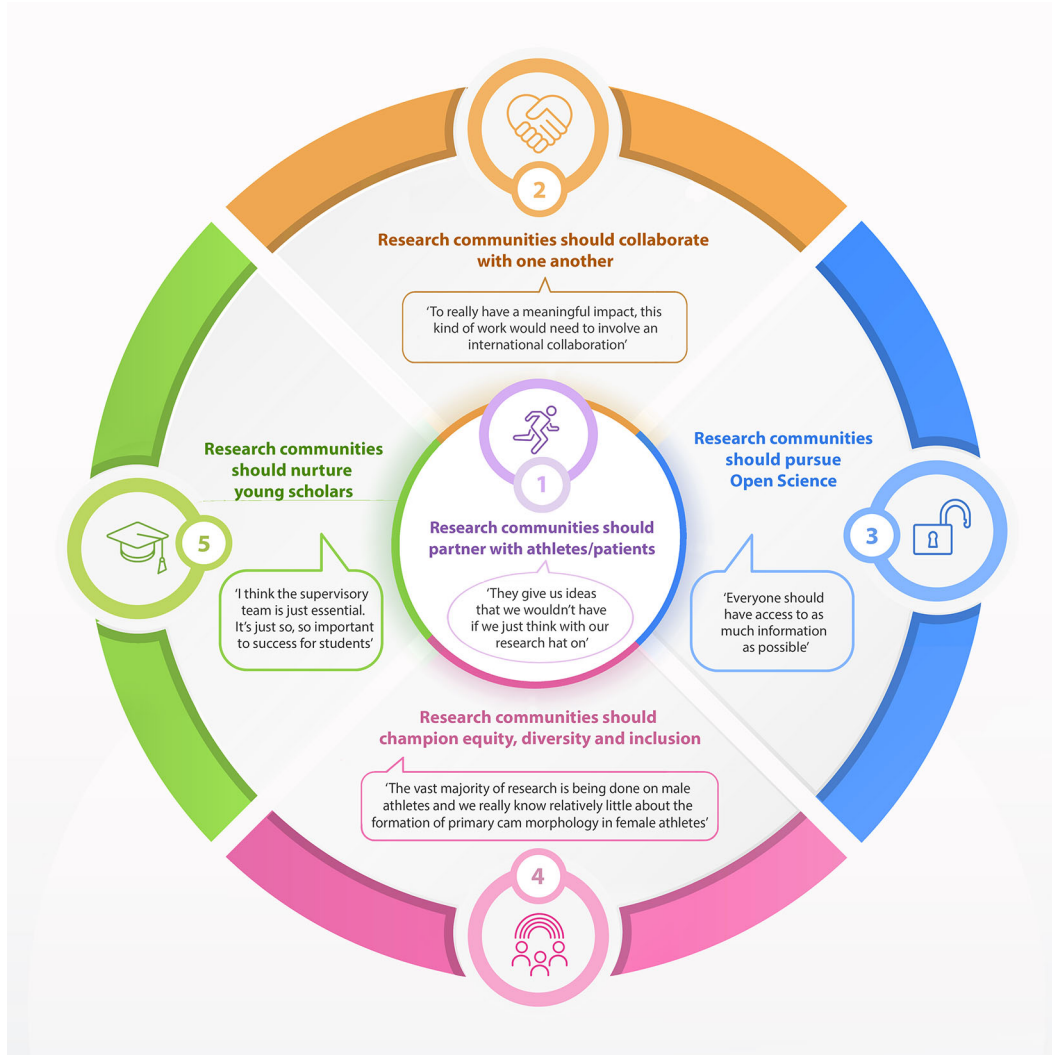 2
Research communities should collaborate
with one another
‘To really have a meaningful impact, this
kind of work would need to involve an
international collaboration’
1
Research communities should
partner with athletes/patients
‘They give us ideas
that we wouldn’t have
if we just think with our
research hat on’
Research communities
should pursue
Open Science
3
‘Everyone should
have access to as
much information
as possible’
Research communities should
champion equity, diversity and inclusion
‘The vast majority of research is being done on male
athletes and we really know relatively little about the
formation of primary cam morphology in female athletes’
4
Research communities
should nurture
young scholars
5
‘I think the supervisory
team is just essential.
It’s just so, so important
to success for students’